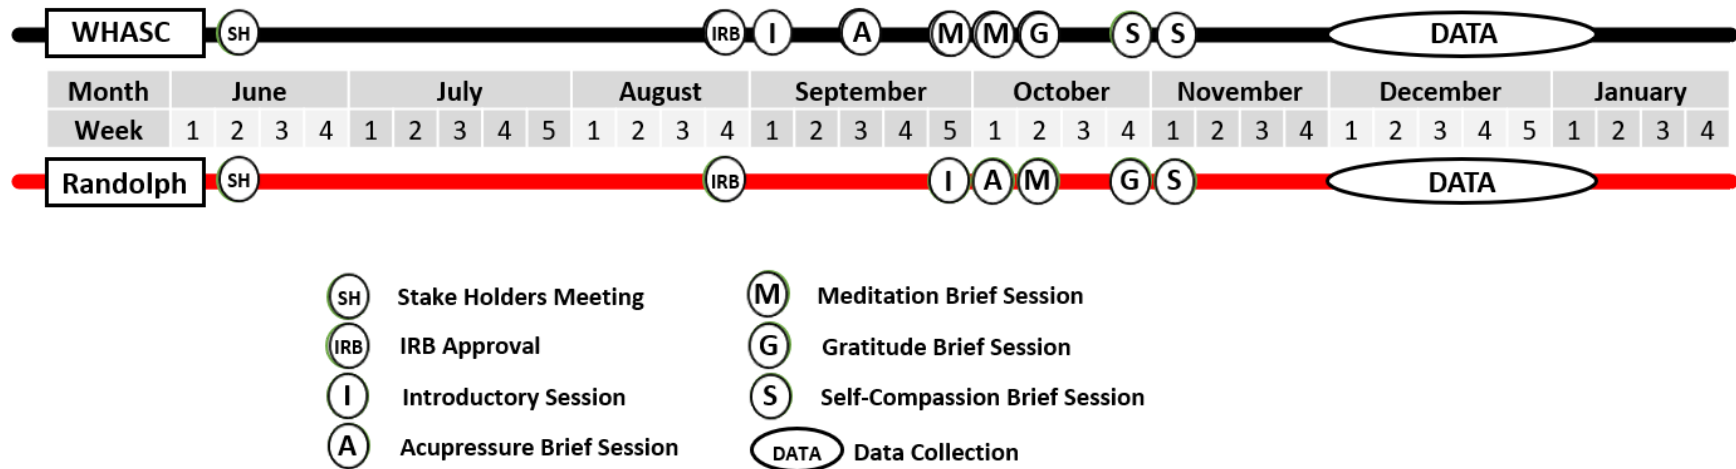 WHASC SH IRB I A M M G S S DATA
Month June July August September October November December January
Week 1 2 3 4 1 2 3 4 5 1 2 3 4 1 2 3 4 5 1 2 3 4 1 2 3 4 1 2 3 4 5 1 2 3 4
Randolph SH IRB I A M G S DATA
SH Stake Holders Meeting
IRB IRB Approval
I Introductory Session
A Acupressure Brief Session
M Meditation Brief Session
G Gratitude Brief Session
S Self-Compassion Brief Session
DATA Data Collection